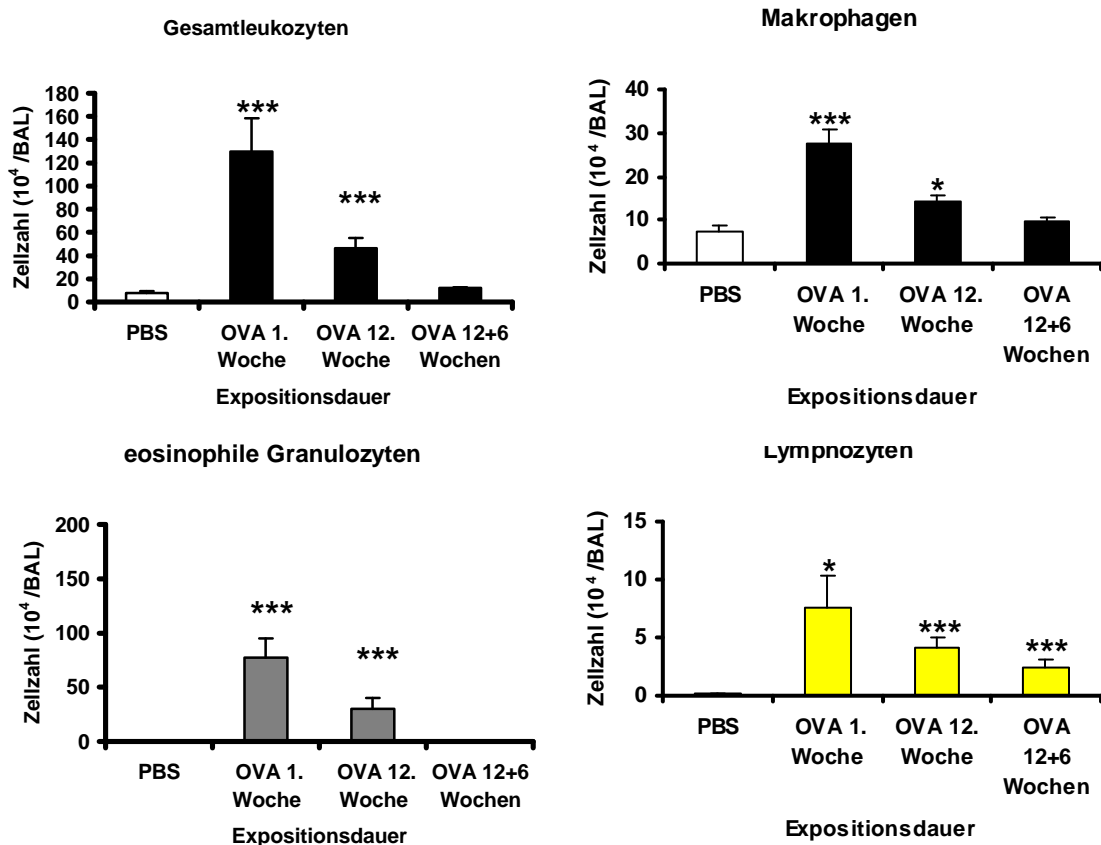 Gesamtleukozyten
Zellzahl (10⁴ /BAL)
180
160
140
120
100
80
60
40
20
0
***
***
PBS
OVA 1. Woche
OVA 12. Woche
OVA 12+6 Wochen
Expositionsdauer
Makrophagen
Zellzahl (10⁴ /BAL)
40
30
20
10
0
***
*
PBS
OVA 1. Woche
OVA 12. Woche
OVA 12+6 Wochen
Expositionsdauer
eosinophile Granulozyten
Zellzahl (10⁴ /BAL)
200
150
100
50
0
***
***
PBS
OVA 1. Woche
OVA 12. Woche
OVA 12+6 Wochen
Expositionsdauer
Lymphozyten
Zellzahl (10⁴ /BAL)
15
10
5
0
*
***
***
PBS
OVA 1. Woche
OVA 12. Woche
OVA 12+6 Wochen
Expositionsdauer